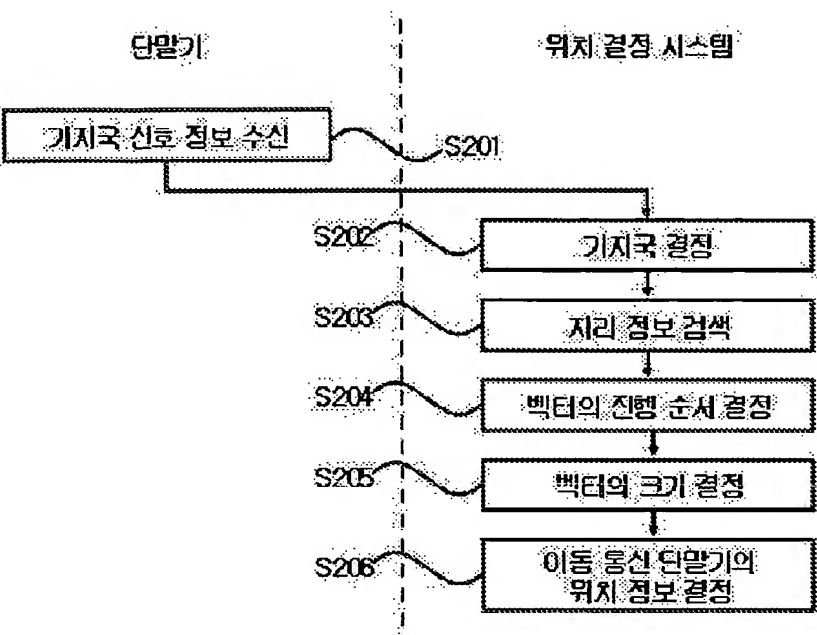 단말기
위치 결정 시스템
기지국 신호 정보 수신
S201
S202
기지국 결정
S203
지리 정보 검색
S204
벡터의 진행 순서 결정
S205
벡터의 크기 결정
S206
이동 통신 단말기의
위치 정보 결정